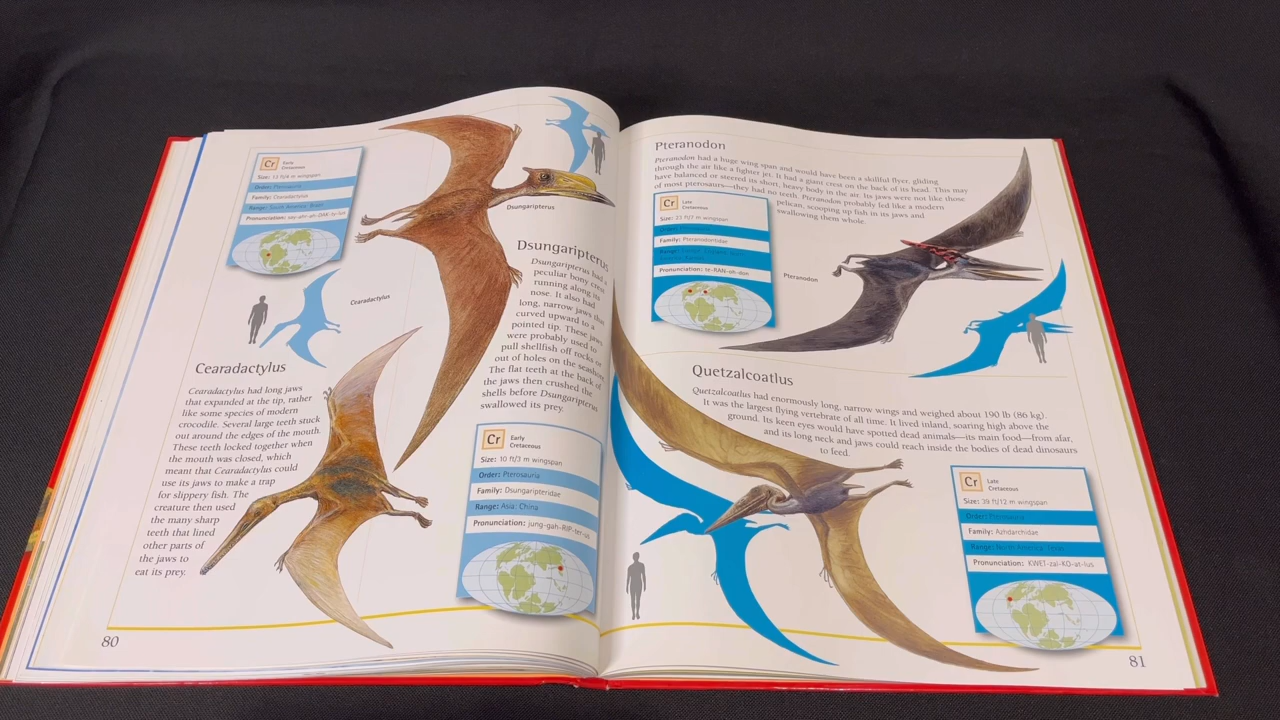 Cr Early
Cretaceous
Size: 13 ft/4 m wingspan
Order: Pterosauria
Family: Cearadactylus
Range: South America: Brazil
Pronunciation:
Cearadactylus
Cearadactylus
Cearadactylus had long jaws
that expanded at the tip, rather
like some species of modern
crocodile. Several large teeth stuck
out around the edges of the mouth.
These teeth locked together when
the mouth was closed, which
meant that Cearadactylus could
use its jaws to make a trap
for slippery fish. The
creature then used
the many sharp
teeth that lined
other parts of
the jaws to
eat its prey.
80
Dsungaripterus
Dsungaripterus
Dsungaripterus had a
peculiar bony crest
running along its
nose. It also had
long, narrow jaws that
curved upward to a
pointed tip. These jaws
were probably used to
pull shellfish off rocks or
out of holes on the seashore.
The flat teeth at the back of
the jaws then crushed the
shells before Dsungaripterus
swallowed its prey.
Cr Early
Cretaceous
Size: 10 ft/3 m wingspan
Order: Pterosauria
Family: Dsungaripteridae
Range: Asia: China
Pronunciation: jung-gah-RIP-ter-us
Pteranodon
Pteranodon had a huge wing span and would have been a skillful flyer, gliding
through the air like a fighter jet. It had a giant crest on the back of its head. This may
have balanced or steered its short, heavy body in the air. Its jaws were not like those
of most pterosaurs—they had no teeth. Pteranodon probably fed like a modern
pelican, scooping up fish in its jaws and
swallowing them whole.
Cr Late
Cretaceous
Size: 23 ft/7 m wingspan
Order: Pterosauria
Family: Pteranodontidae
Range:
Pronunciation: te-RAN-oh-don
Pteranodon
Quetzalcoatlus
Quetzalcoatlus had enormously long, narrow wings and weighed about 190 lb (86 kg).
It was the largest flying vertebrate of all time. It lived inland, soaring high above the
ground. Its keen eyes would have spotted dead animals—its main food—from afar,
and its long neck and jaws could reach inside the bodies of dead dinosaurs
to feed.
Cr Late
Cretaceous
Size: 39 ft/12 m wingspan
Order: Pterosauria
Family: Azhdarchidae
Range: North America: Texas
Pronunciation: KWET-zal-KO-at-lus
81